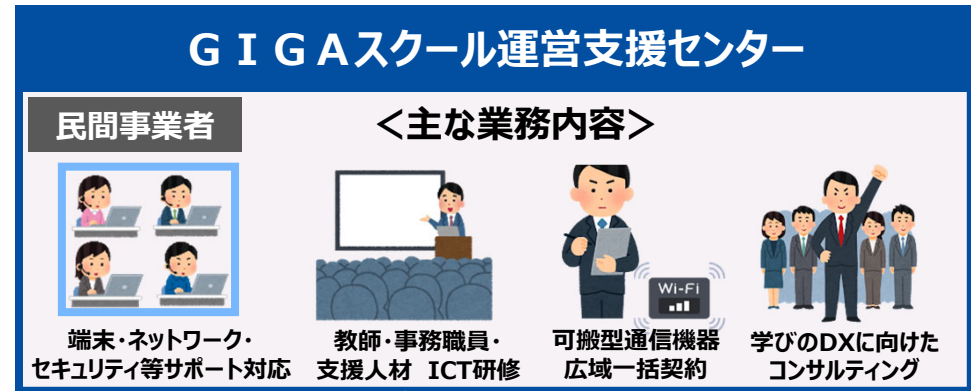 ＧＩＧＡスクール運営支援センター
民間事業者
＜主な業務内容＞
Wi-Fi
端末・ネットワーク・
セキュリティ等サポート対応
教師・事務職員・
支援人材 ICT研修
可搬型通信機器
広域一括契約
学びのDXに向けた
コンサルティング